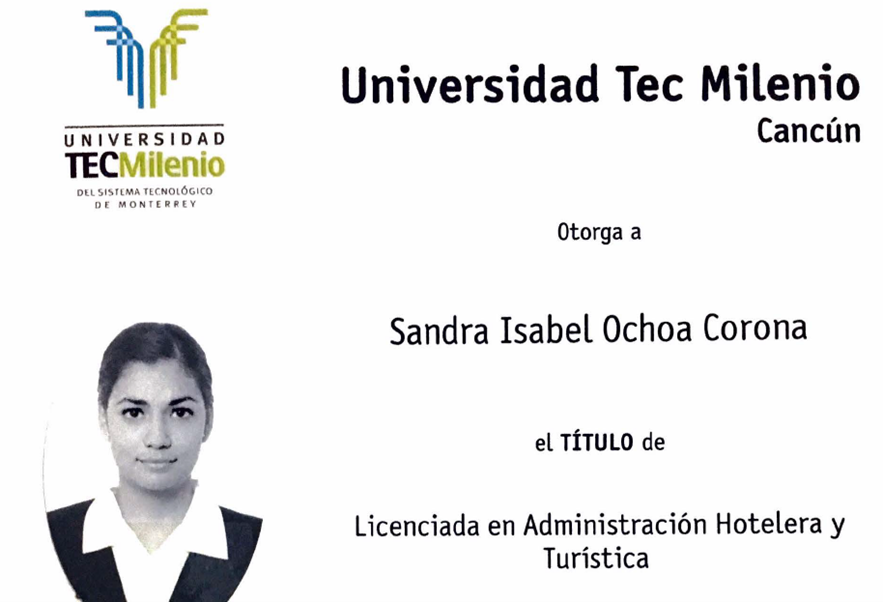 UNIVERSIDAD
TECMilenio
DEL SISTEMA TECNOLÓGICO
DE MONTERREY
Universidad Tec Milenio
Cancún
Otorga a
Sandra Isabel Ochoa Corona
el TÍTULO de
Licenciada en Administración Hotelera y
Turística